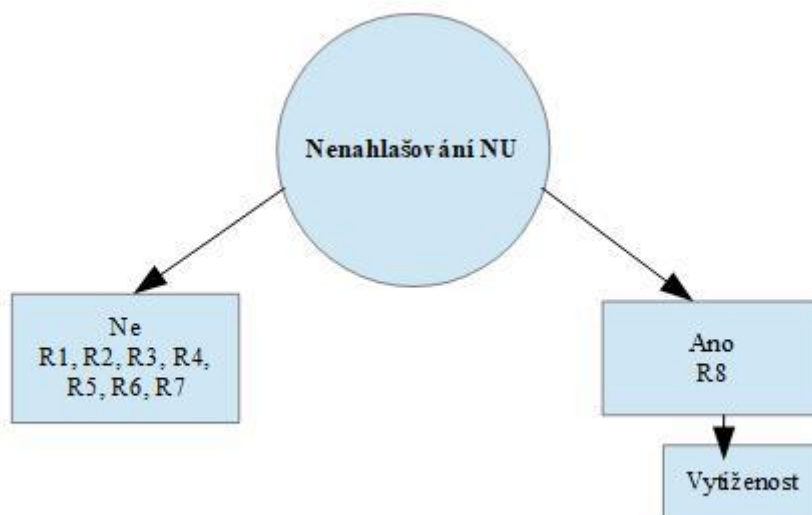 Nenahlašování NU
Ne
R1, R2, R3, R4,
R5, R6, R7
Ano
R8
Vytíženost